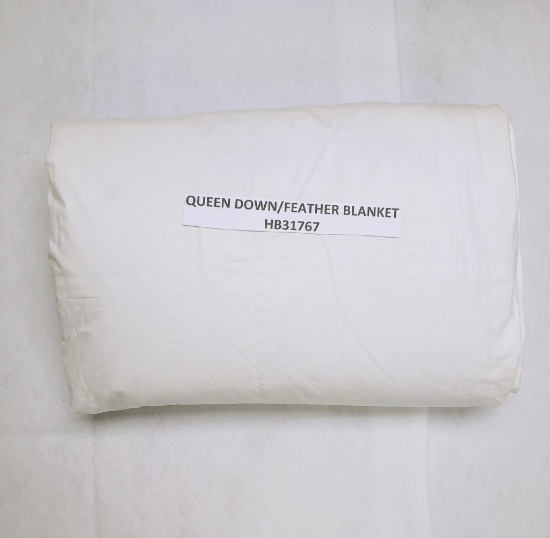 QUEEN DOWN/FEATHER BLANKET
HB31767